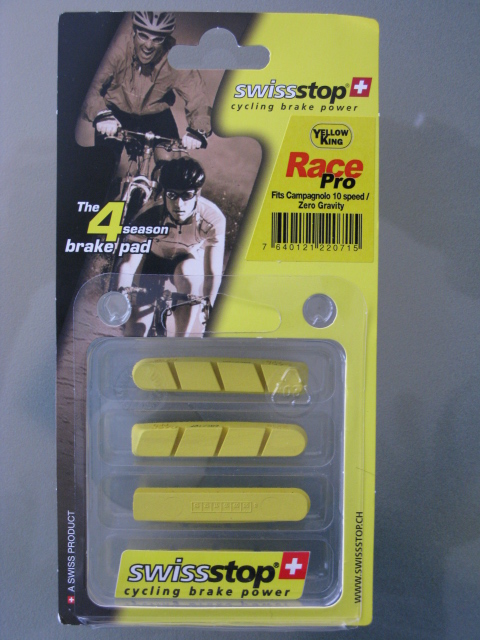 swissstop®
cycling brake power
YELLOW
KING
Race
Pro
Fits Campagnolo 10 speed /
Zero Gravity
7 640121 220715
The 4 season
brake pad
swissstop®
cycling brake power
A SWISS PRODUCT
WWW.SWISSSTOP.CH